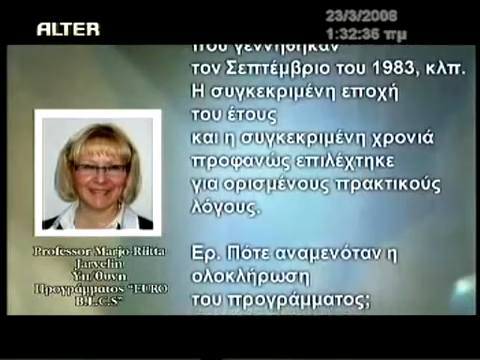 ALTER
23/3/2008
1:32:36 πμ
που γεννήθηκαν
τον Σεπτέμβριο του 1983, κλπ.
Η συγκεκριμένη εποχή
του έτους
και η συγκεκριμένη χρονιά
προφανώς επιλέχτηκε
για ορισμένους πρακτικούς
λόγους.
Ερ. Πότε αναμενόταν η
ολοκλήρωση
του προγράμματος;
Professor Marjo-Riitta
Jarvelin
Υπ/θυνη
Προγράμματος "EURO
B.L.C.S"